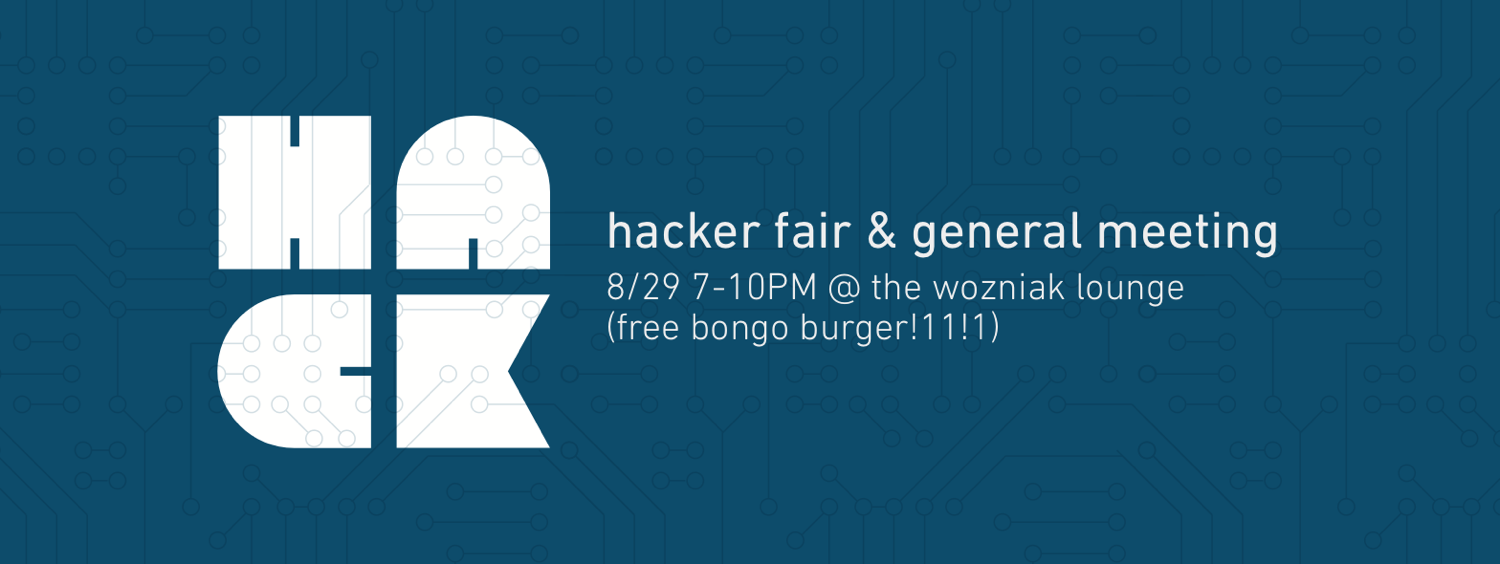 HA
CK
hacker fair & general meeting
8/29 7-10PM @ the wozniak lounge
(free bongo burger!11!1)